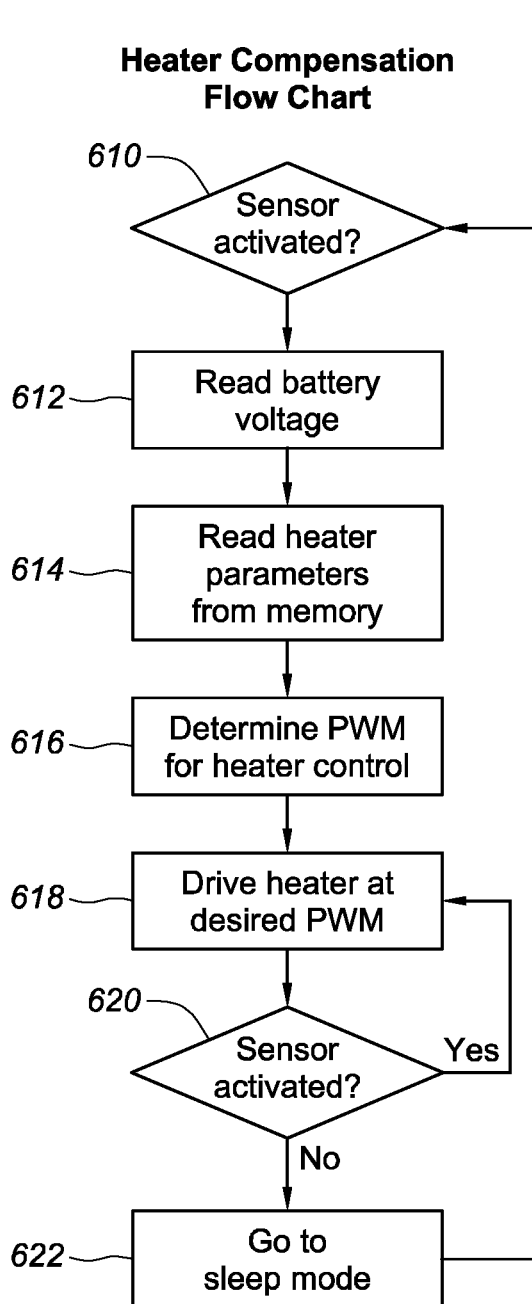 Heater Compensation
Flow Chart
610
Sensor
activated?
612
Read battery
voltage
614
Read heater
parameters
from memory
616
Determine PWM
for heater control
618
Drive heater at
desired PWM
620
Sensor
activated?
Yes
No
622
Go to
sleep mode